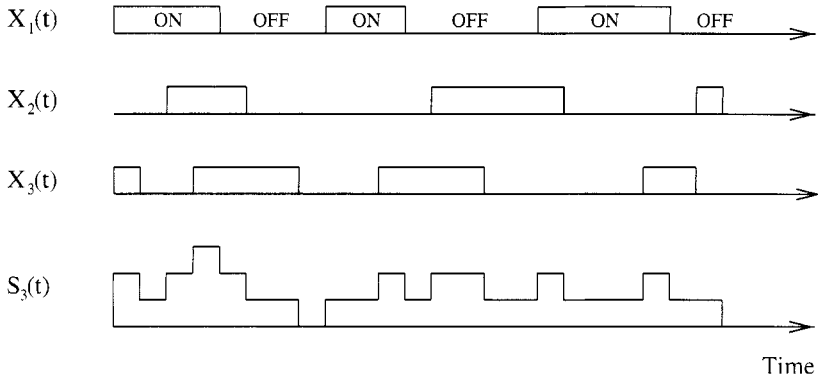 X₁(t) ON OFF ON OFF ON OFF
X₂(t)
X₃(t)
S₃(t)
Time